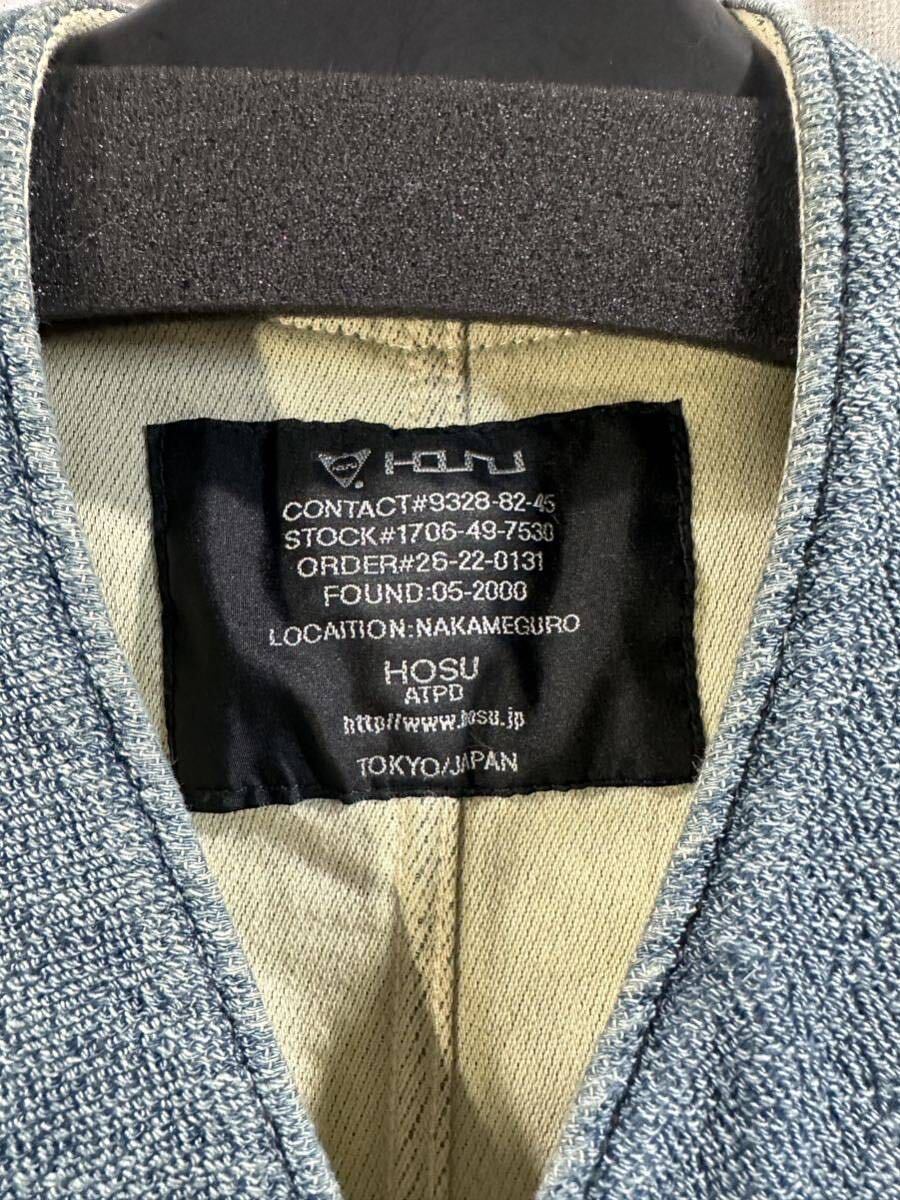 HOSU
CONTACT#9328-82-45
STOCK#1706-49-7530
ORDER#26-22-0131
FOUND:05-2000
LOCAITION:NAKAMEGURO
HOSU
ATPD
http//www.hosu.jp
TOKYO/JAPAN